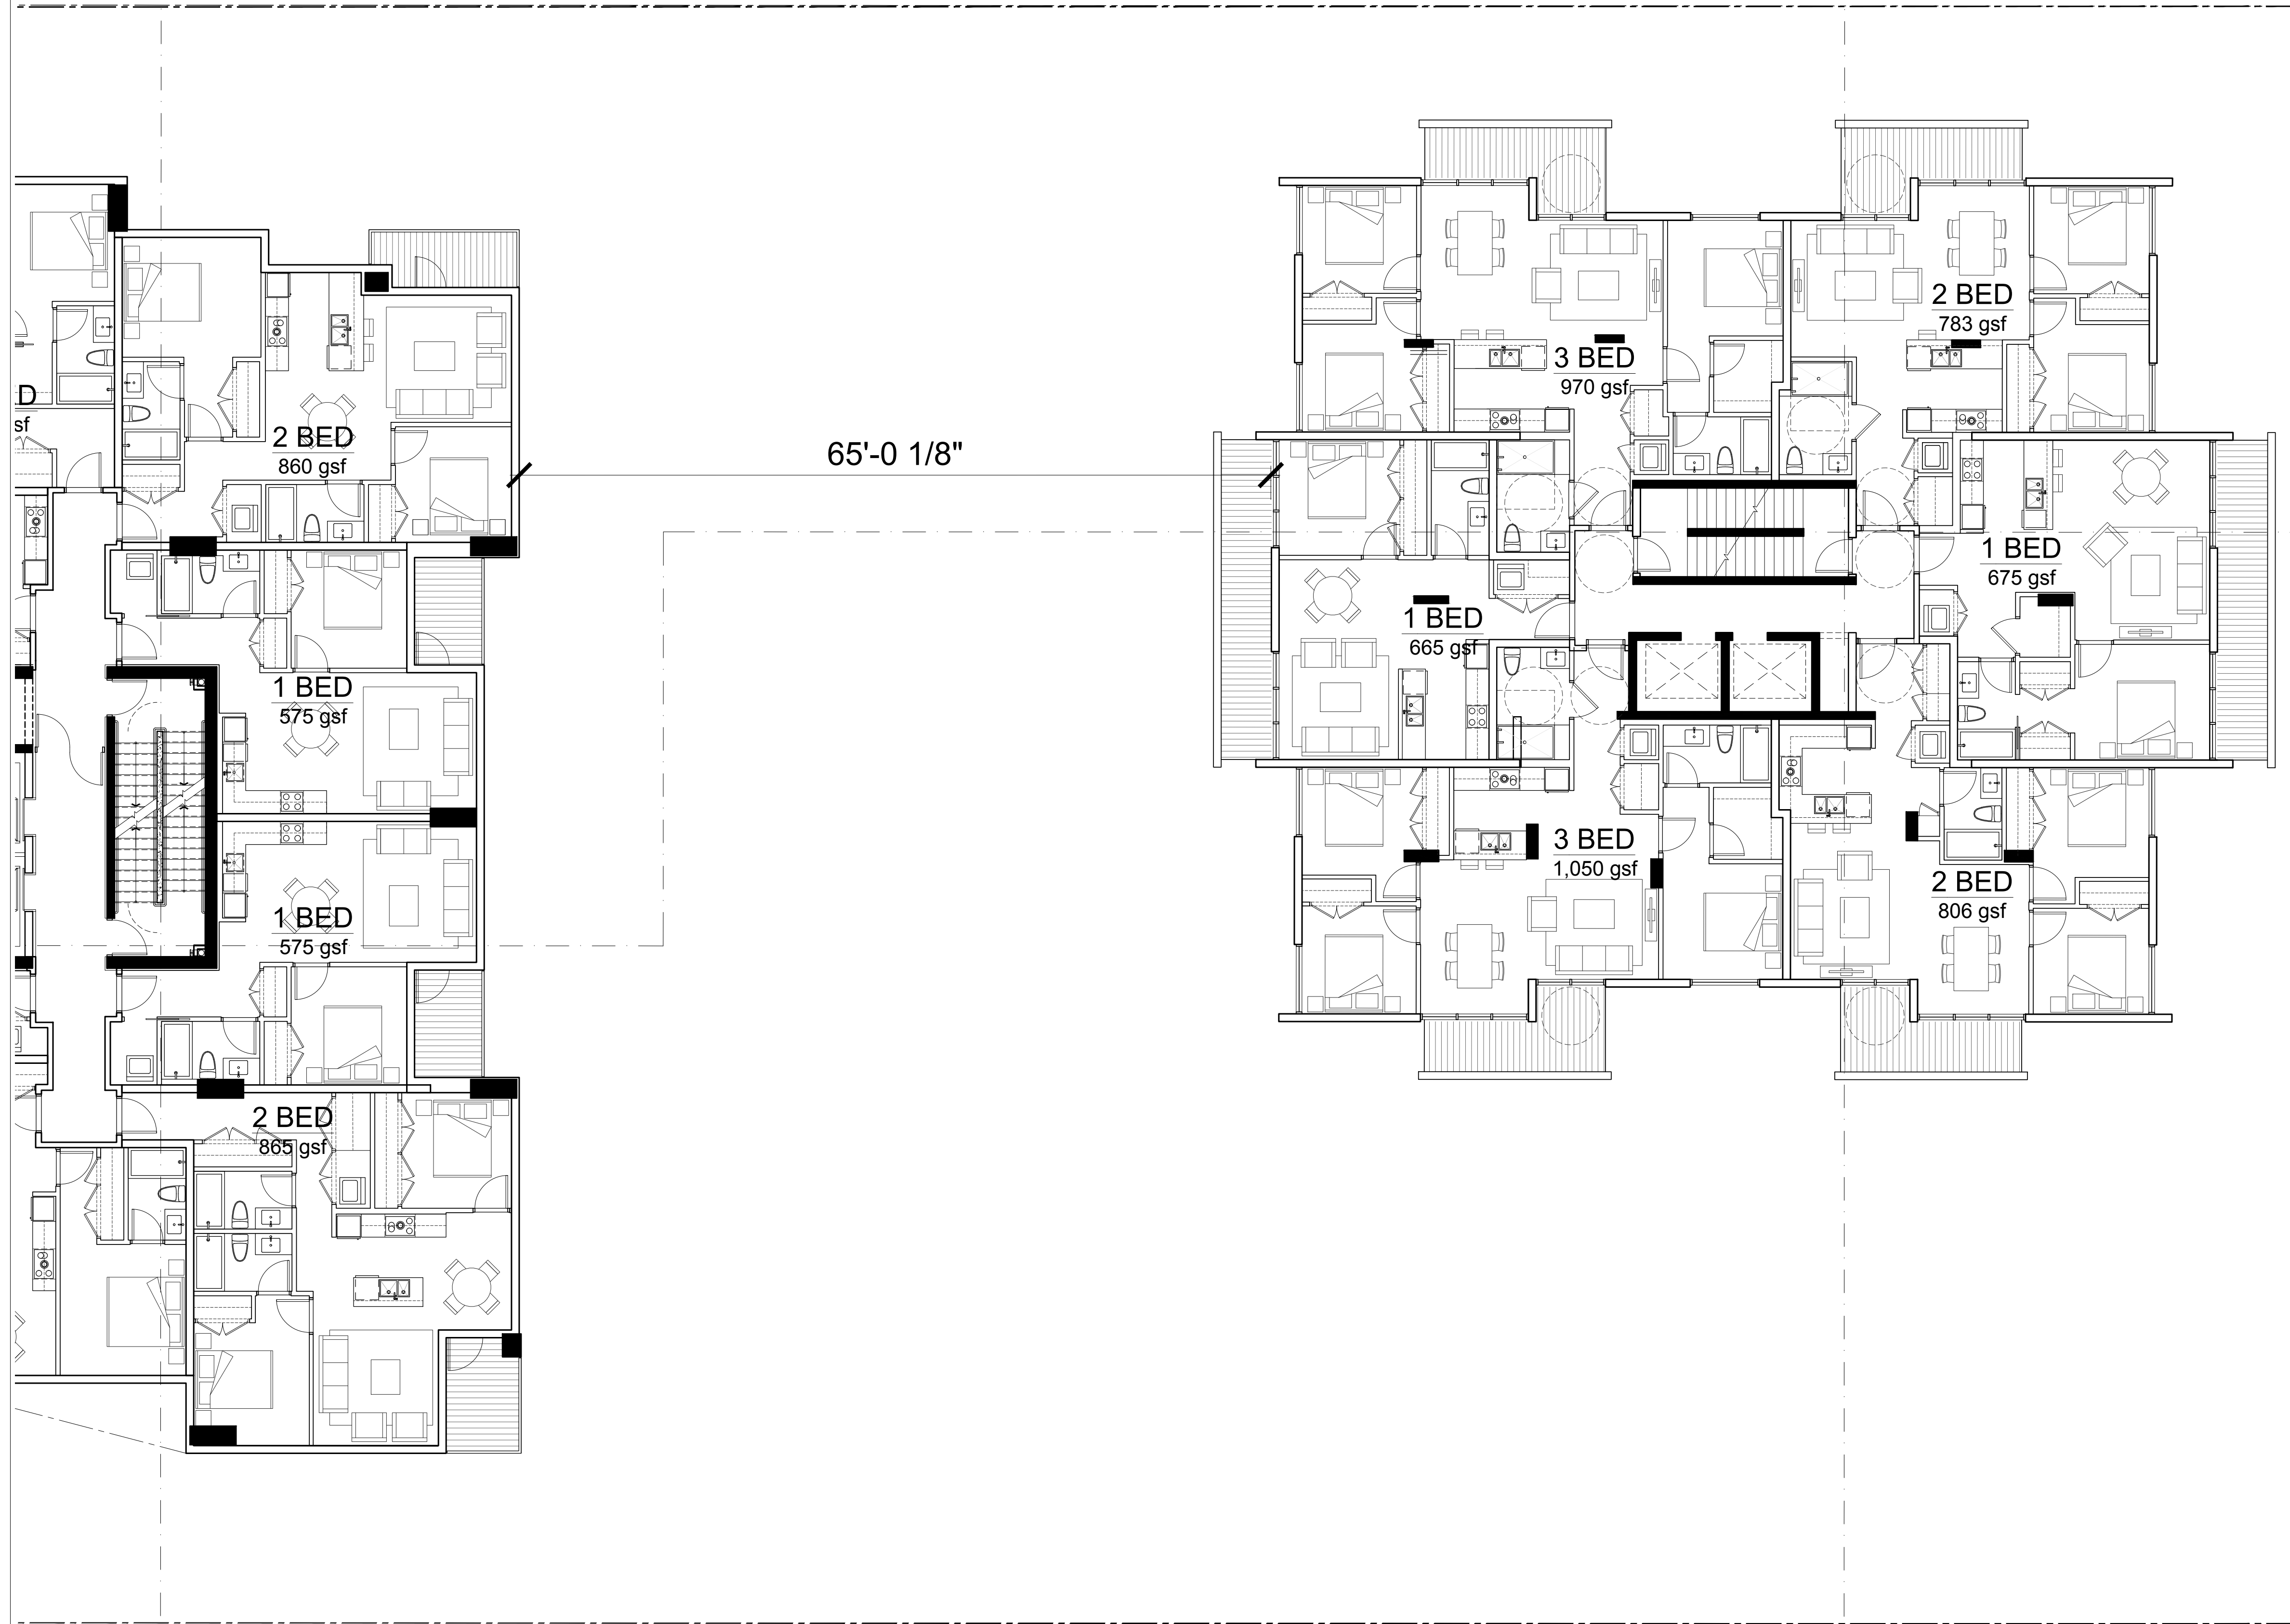 D
sf
2 BED
860 gsf
1 BED
575 gsf
1 BED
575 gsf
2 BED
865 gsf
65'-0 1/8"
3 BED
970 gsf
2 BED
783 gsf
1 BED
665 gsf
1 BED
675 gsf
3 BED
1,050 gsf
2 BED
806 gsf